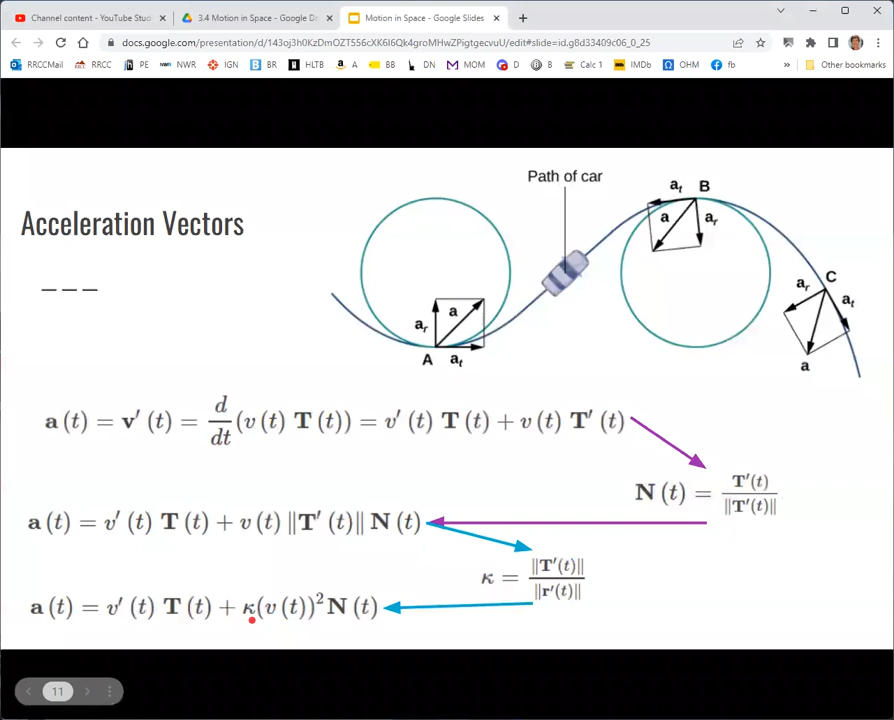 Channel content - YouTube Stud
3.4 Motion in Space - Google Dr
Motion in Space - Google Slides
docs.google.com/presentation/d/143oj3h0KzDmOZT556cXK6I6Qk4groMHwZPigtgecvuU/edit#slide=id.g8d33409c06_0_25
RRCCMail RRCC PE NWR IGN BR HLTB A BB DN MOM D B Calc 1 IMDb OHM fb » Other bookmarks
Path of car
a_t B
a a_r
Acceleration Vectors
C
a_r a_t
a
a_r
A a_t
a
a(t) = v′(t) = d/dt (v(t) T(t)) = v′(t) T(t) + v(t) T′(t)
N(t) = T′(t)/‖T′(t)‖
a(t) = v′(t) T(t) + v(t) ‖T′(t)‖ N(t)
κ = ‖T′(t)‖/‖r′(t)‖
a(t) = v′(t) T(t) + κ(v(t))² N(t)
11